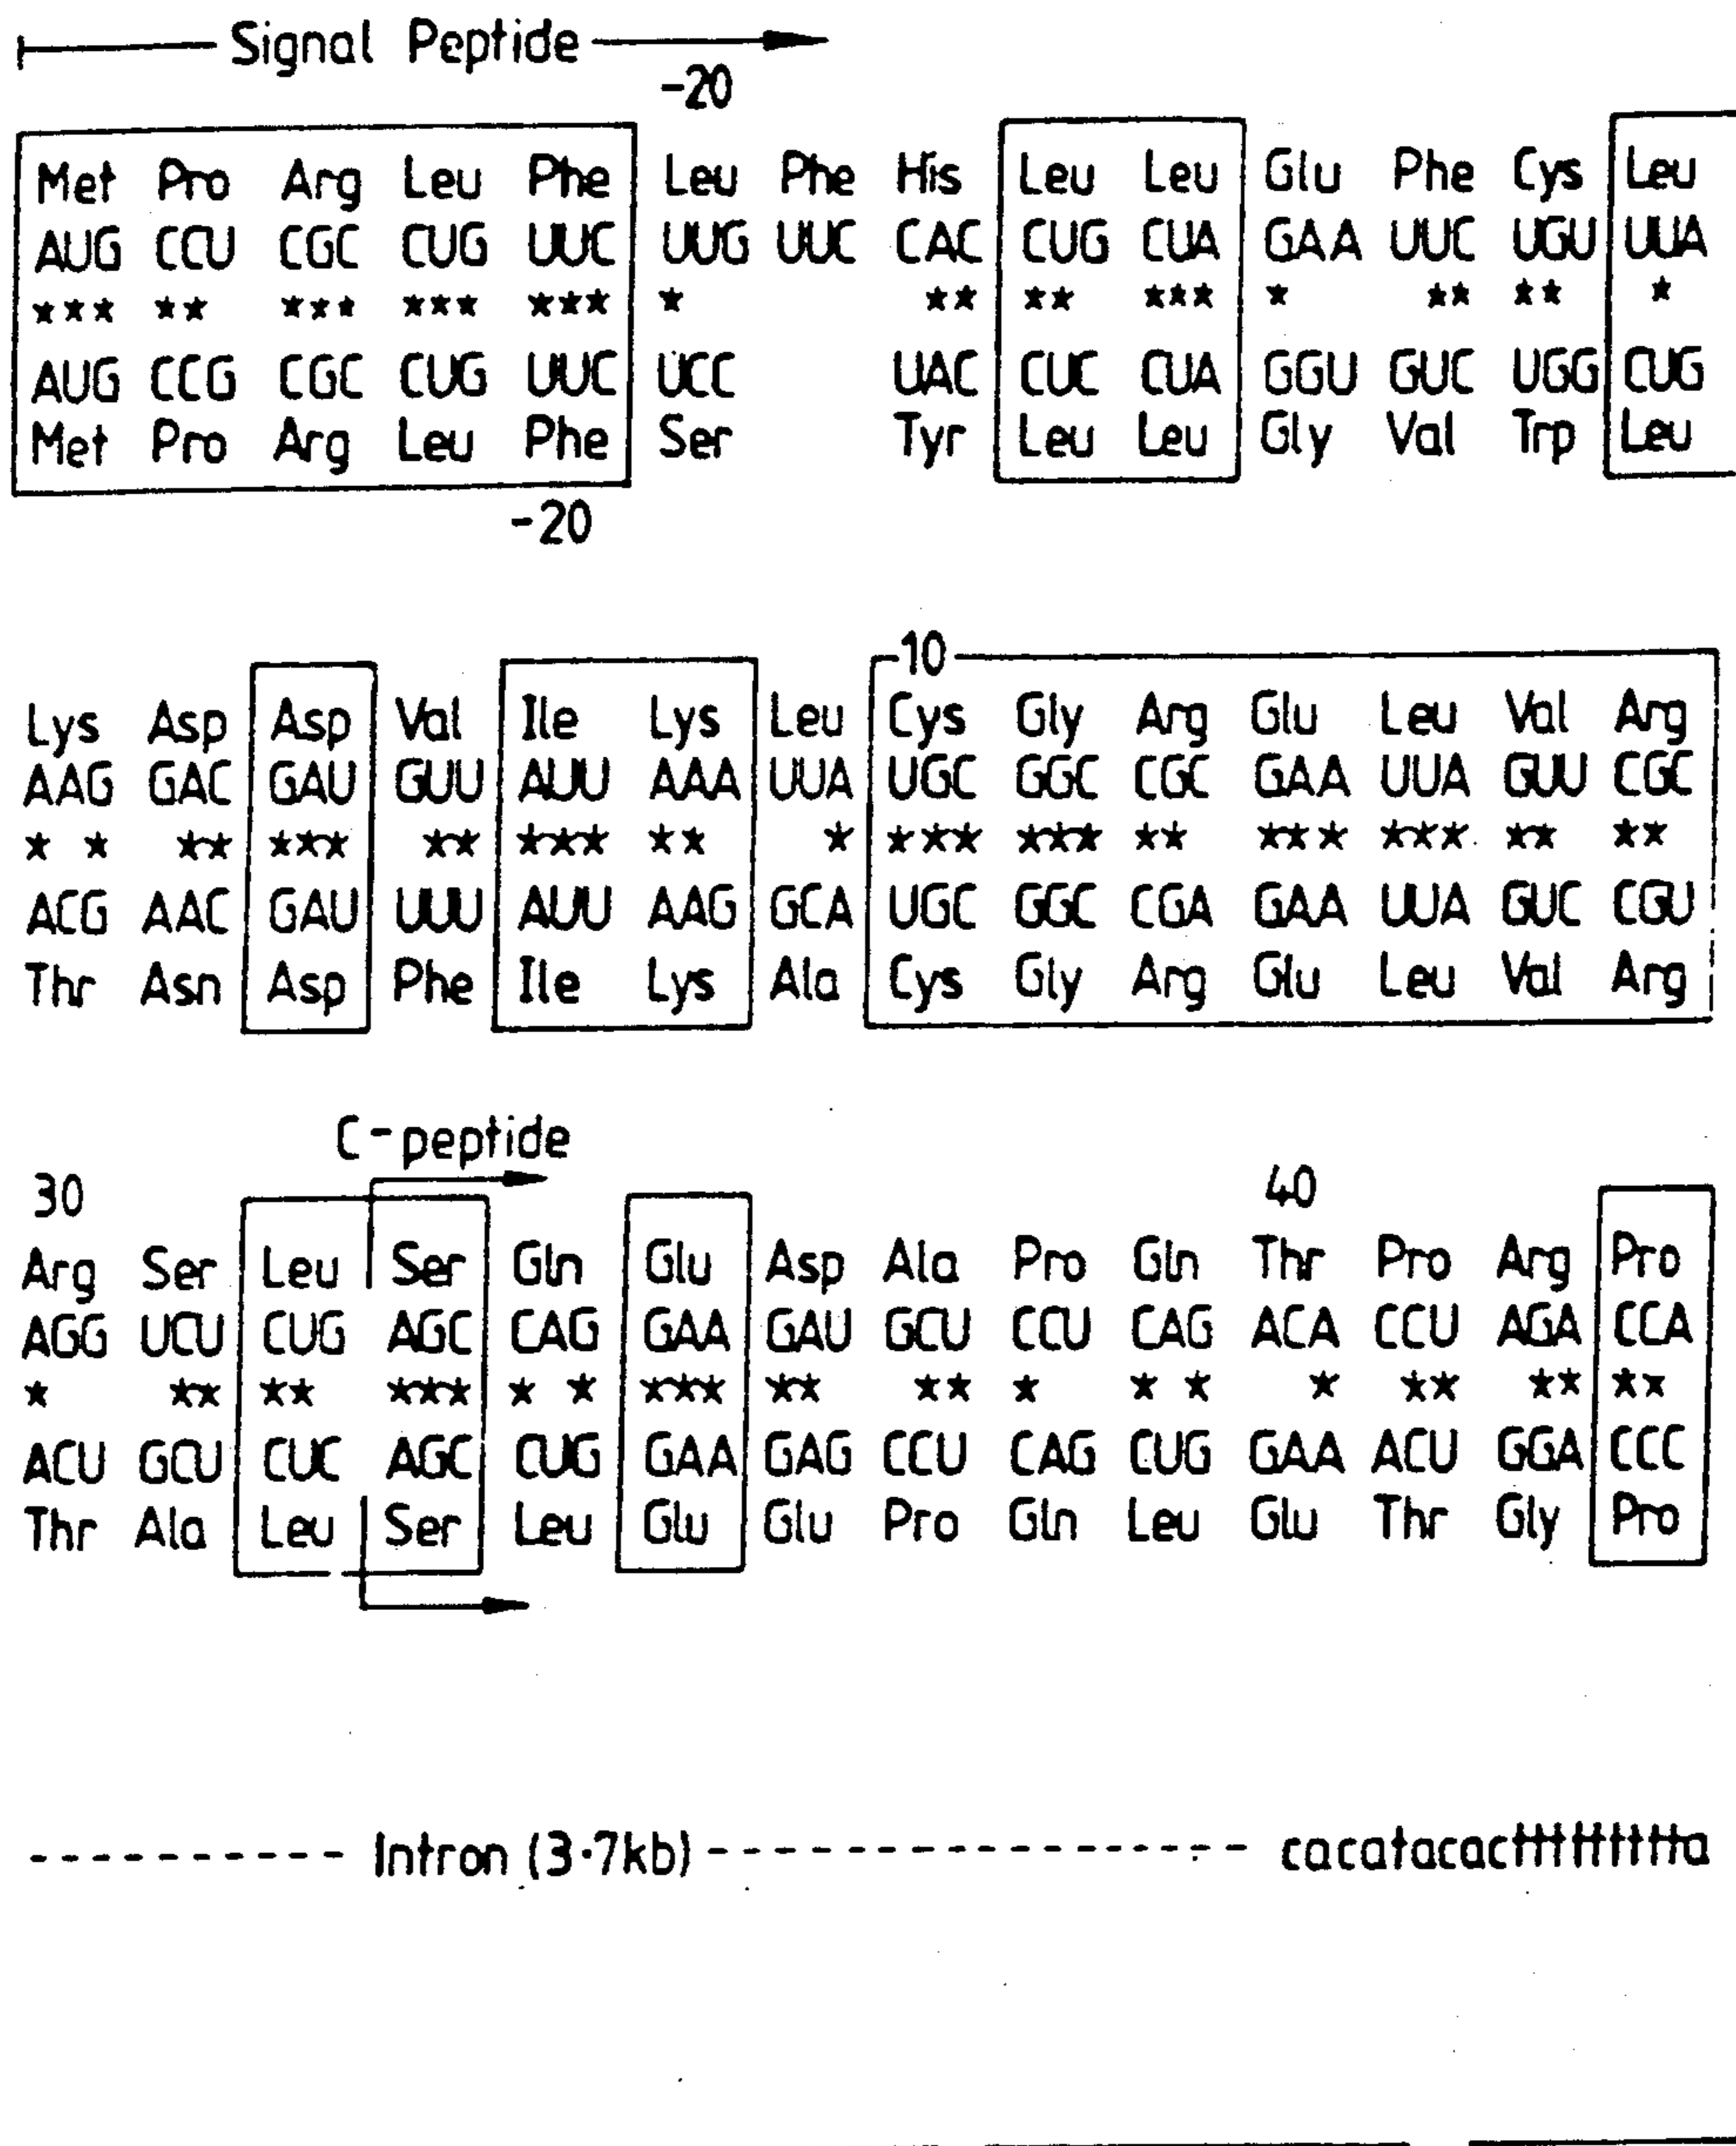 Signal Peptide
-20
Met Pro Arg Leu Phe Leu Phe His Leu Leu Glu Phe Cys Leu
AUG CCU CGC CUG UUC UUG UUC CAC CUG CUA GAA UUC UGU UUA
*** ** *** *** *** * ** ** *** * ** ** *
AUG CCG CGC CUG UUC UCC UAC CUC CUA GGU GUC UGG CUG
Met Pro Arg Leu Phe Ser Tyr Leu Leu Gly Val Trp Leu
-20
-10
Lys Asp Asp Val Ile Lys Leu Cys Gly Arg Glu Leu Val Arg
AAG GAC GAU GUU AUU AAA UUA UGC GGC CGC GAA UUA GUU CGC
* * ** *** ** *** ** * *** *** ** *** *** ** **
ACG AAC GAU UUU AUU AAG GCA UGC GGC CGA GAA UUA GUC CGU
Thr Asn Asp Phe Ile Lys Ala Cys Gly Arg Glu Leu Val Arg
C-peptide
30 40
Arg Ser Leu Ser Gln Glu Asp Ala Pro Gln Thr Pro Arg Pro
AGG UCU CUG AGC CAG GAA GAU GCU CCU CAG ACA CCU AGA CCA
* ** ** *** * * *** ** ** * * * * ** ** **
ACU GCU CUC AGC CUG GAA GAG CCU CAG CUG GAA ACU GGA CCC
Thr Ala Leu Ser Leu Glu Glu Pro Gln Leu Glu Thr Gly Pro
---------- Intron (3·7kb) ----------------- cacatacacttttttttta